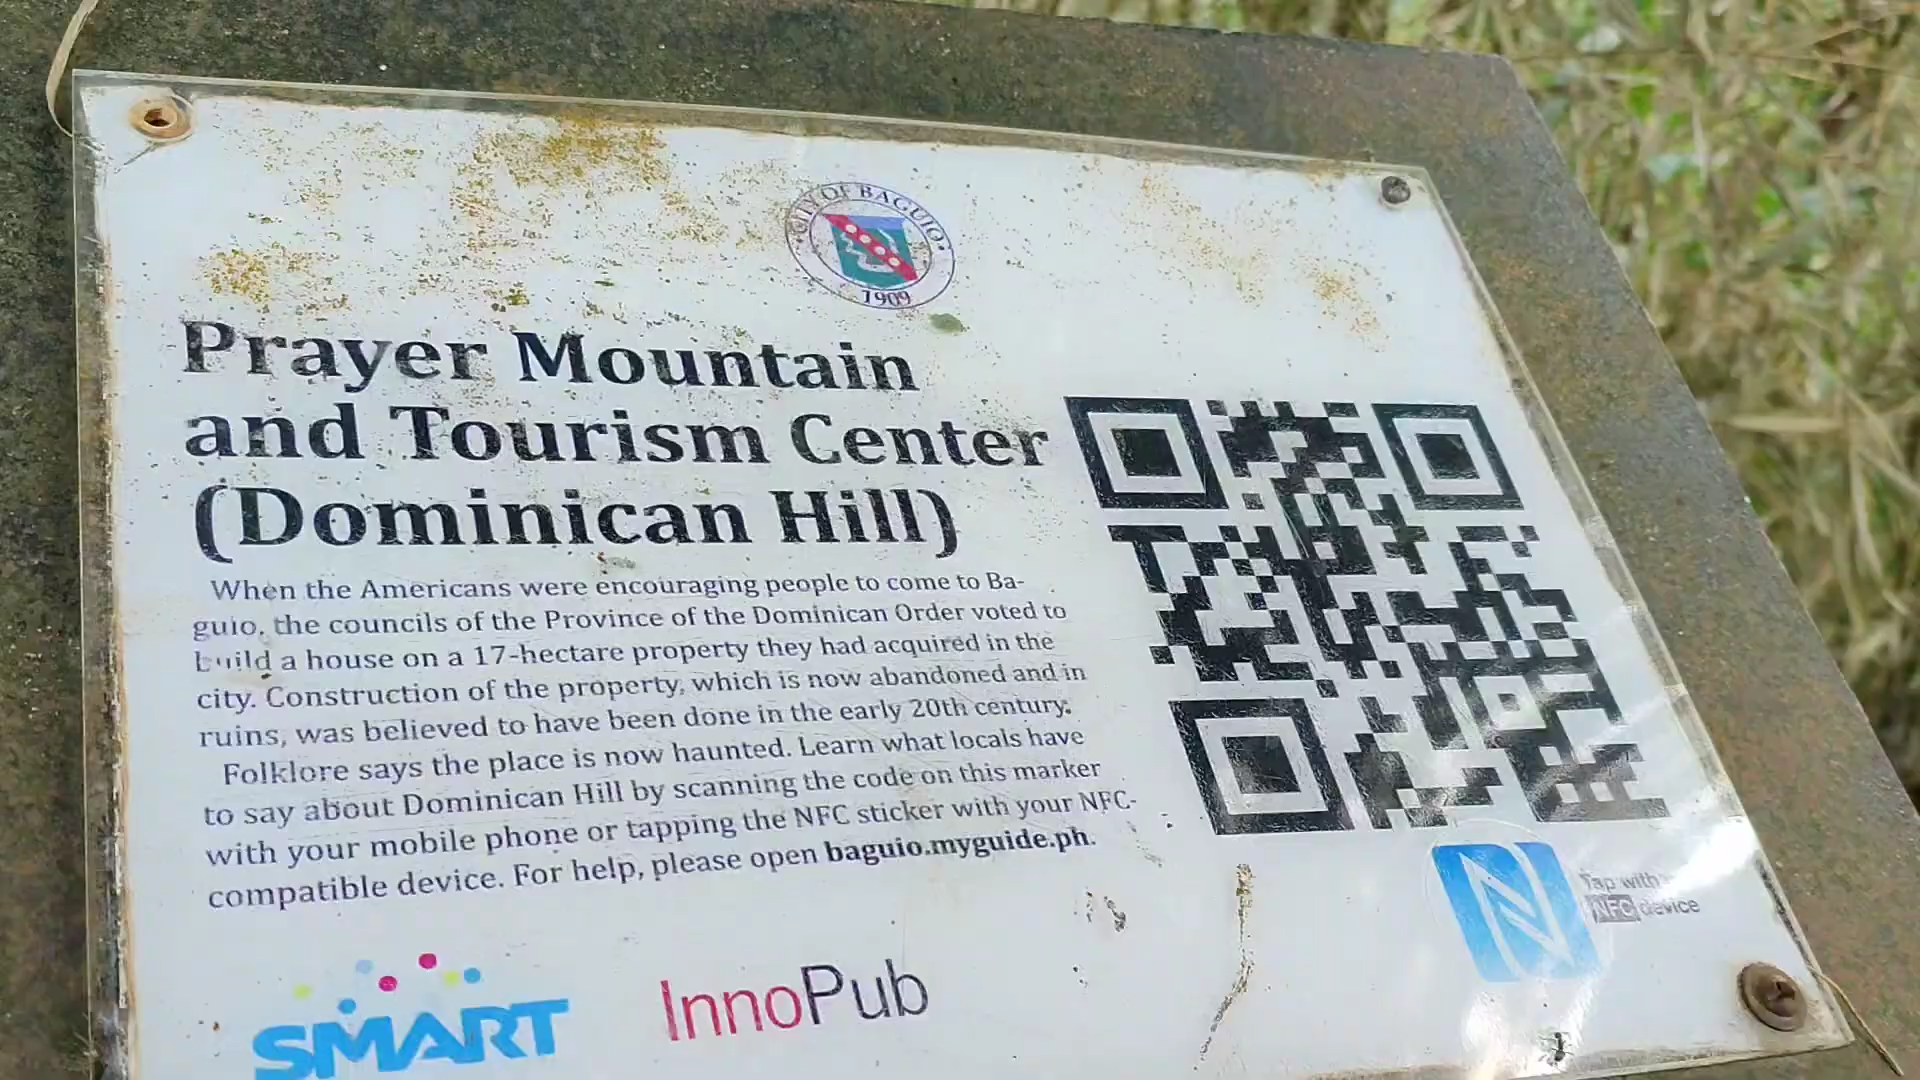 CITY OF BAGUIO
1909
Prayer Mountain
and Tourism Center
(Dominican Hill)
When the Americans were encouraging people to come to Ba-
guio, the councils of the Province of the Dominican Order voted to
build a house on a 17-hectare property they had acquired in the
city. Construction of the property, which is now abandoned and in
ruins, was believed to have been done in the early 20th century.
Folklore says the place is now haunted. Learn what locals have
to say about Dominican Hill by scanning the code on this marker
with your mobile phone or tapping the NFC sticker with your NFC-
compatible device. For help, please open baguio.myguide.ph.
Tap with
NFC device
SMART
InnoPub